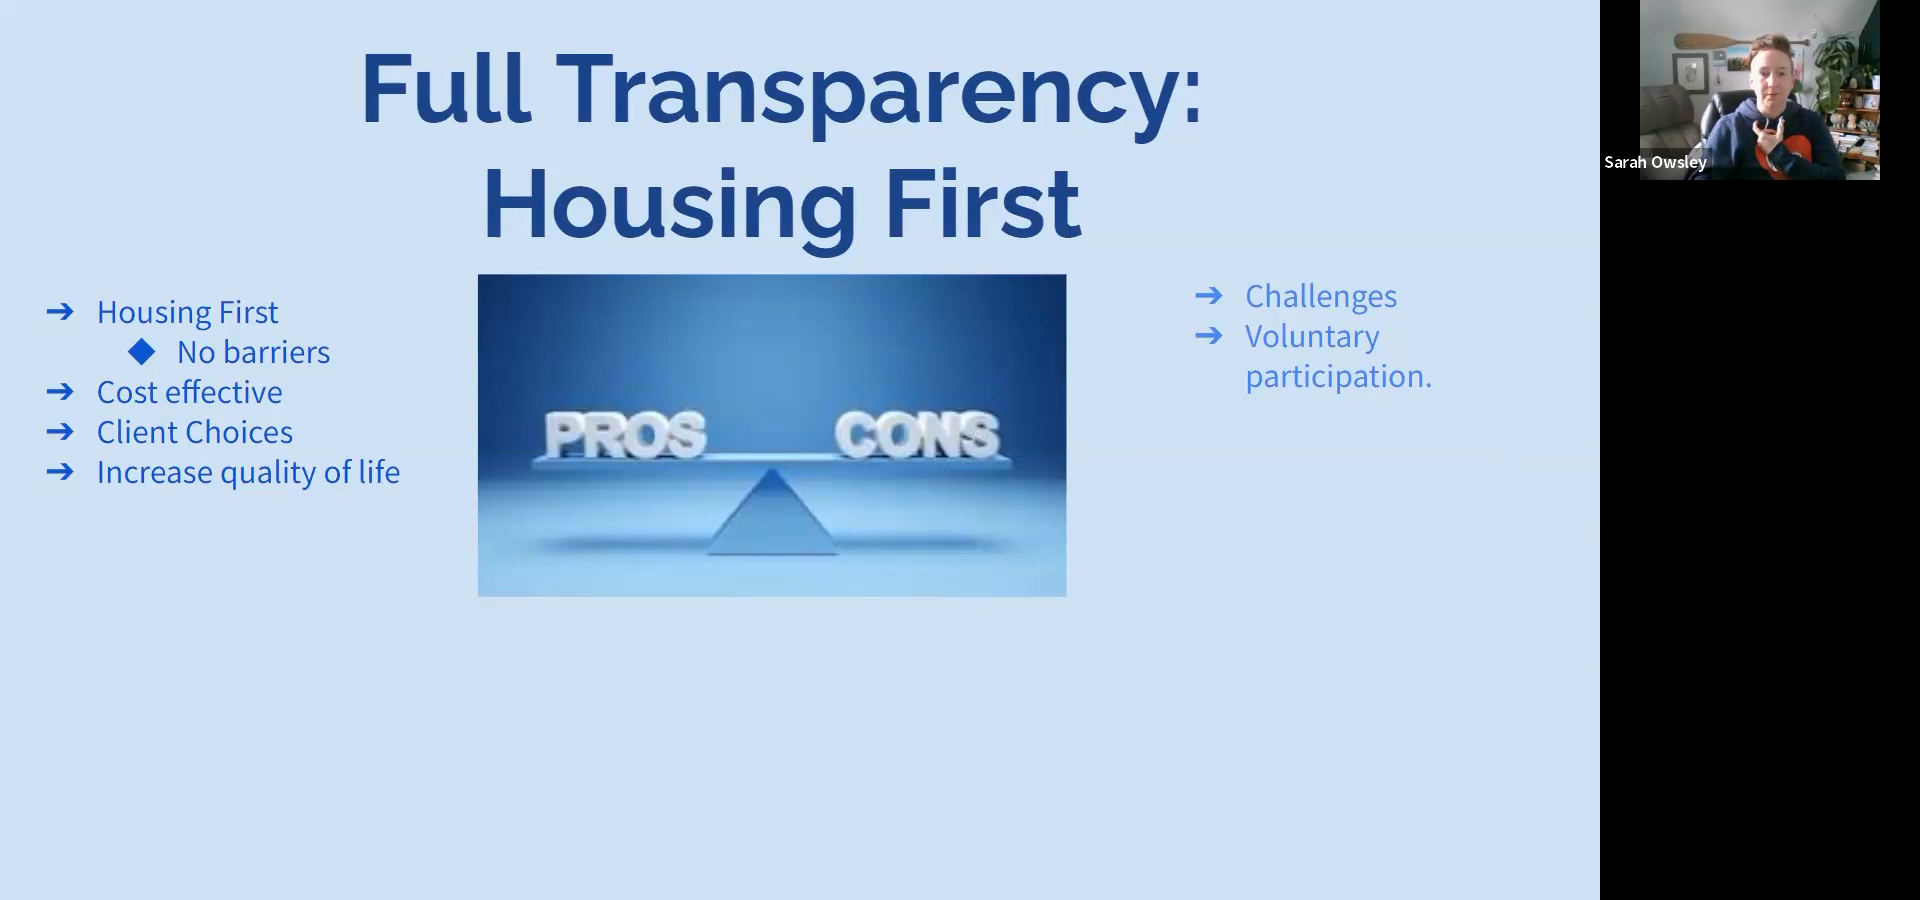 Full Transparency:
Housing First
➔ Housing First
◆ No barriers
➔ Cost effective
➔ Client Choices
➔ Increase quality of life
PROS CONS
➔ Challenges
➔ Voluntary
participation.
Sarah Owsley